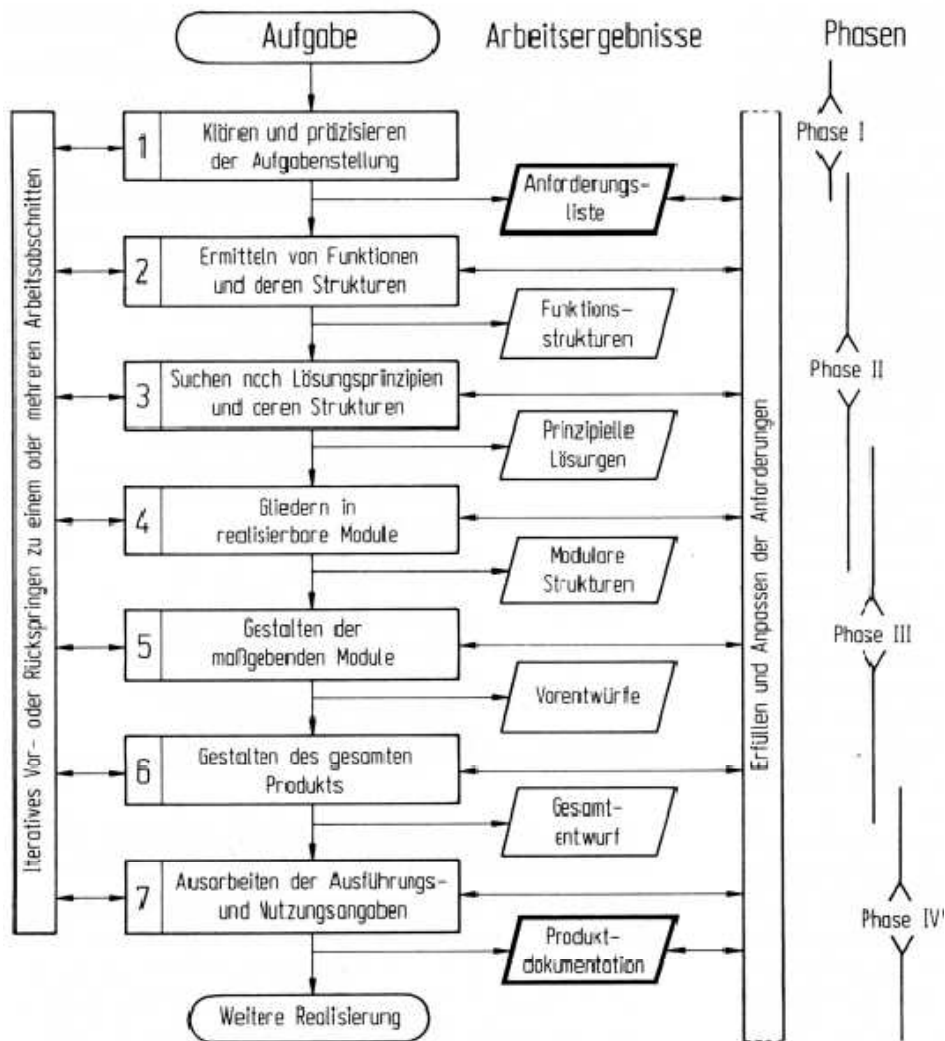 Aufgabe
Arbeitsergebnisse
Phasen
Iteratives Vor- oder Rückspringen zu einem oder mehreren Arbeitsabschnitten
1
Klären und präzisieren
der Aufgabenstellung
Phase I
Anforderungs-
liste
2
Ermitteln von Funktionen
und deren Strukturen
Funktions-
strukturen
Phase II
3
Suchen nach Lösungsprinzipien
und deren Strukturen
Prinzipielle
Lösungen
4
Gliedern in
realisierbare Module
Modulare
Strukturen
Erfüllen und Anpassen der Anforderungen
5
Gestalten der
maßgebenden Module
Phase III
Vorentwürfe
6
Gestalten des gesamten
Produkts
Gesamt-
entwurf
7
Ausarbeiten der Ausführungs-
und Nutzungsangaben
Phase IV
Produkt-
dokumentation
Weitere Realisierung